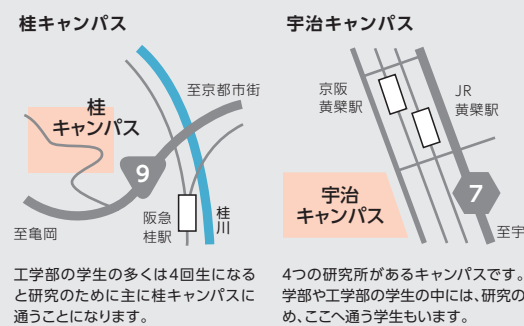 桂キャンパス
至京都市街
桂
キャンパス
9
阪急
桂駅
桂川
至亀岡
工学部の学生の多くは4回生になる
と研究のために主に桂キャンパスに
通うことになります。
宇治キャンパス
京阪
黄檗駅
JR
黄檗駅
宇治
キャンパス
7
至宇
4つの研究所があるキャンパスです。
学部や工学部の学生の中には、研究の
め、ここへ通う学生もいます。